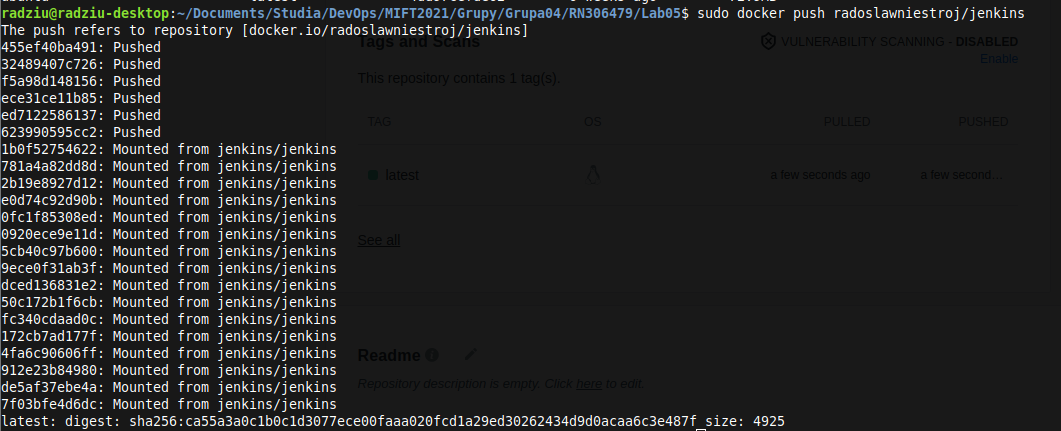 radziu@radziu-desktop:~/Documents/Studia/DevOps/MIFT2021/Grupy/Grupa04/RN306479/Lab05$ sudo docker push radoslawniestroj/jenkins
The push refers to repository [docker.io/radoslawniestroj/jenkins]
455ef40ba491: Pushed
32489407c726: Pushed
f5a98d148156: Pushed
ece31ce11b85: Pushed
ed7122586137: Pushed
623990595cc2: Pushed
1b0f52754622: Mounted from jenkins/jenkins
781a4a82dd8d: Mounted from jenkins/jenkins
2b19e8927d12: Mounted from jenkins/jenkins
e0d74c92d90b: Mounted from jenkins/jenkins
0fc1f85308ed: Mounted from jenkins/jenkins
0920ece9e11d: Mounted from jenkins/jenkins
5cb40c97b600: Mounted from jenkins/jenkins
9ece0f31ab3f: Mounted from jenkins/jenkins
dced136831e2: Mounted from jenkins/jenkins
50c172b1f6cb: Mounted from jenkins/jenkins
fc340cdaad0c: Mounted from jenkins/jenkins
172cb7ad177f: Mounted from jenkins/jenkins
4fa6c90606ff: Mounted from jenkins/jenkins
912e23b84980: Mounted from jenkins/jenkins
de5af37ebe4a: Mounted from jenkins/jenkins
7f03bfe4d6dc: Mounted from jenkins/jenkins
latest: digest: sha256:ca55a3a0c1b0c1d3077ece00faaa020fcd1a29ed30262434d9d0acaa6c3e487f size: 4925
Tags and Scans
VULNERABILITY SCANNING - DISABLED
Enable
This repository contains 1 tag(s).
TAG OS PULLED PUSHED
latest a few seconds ago a few second...
See all
Readme
Repository description is empty. Click here to edit.